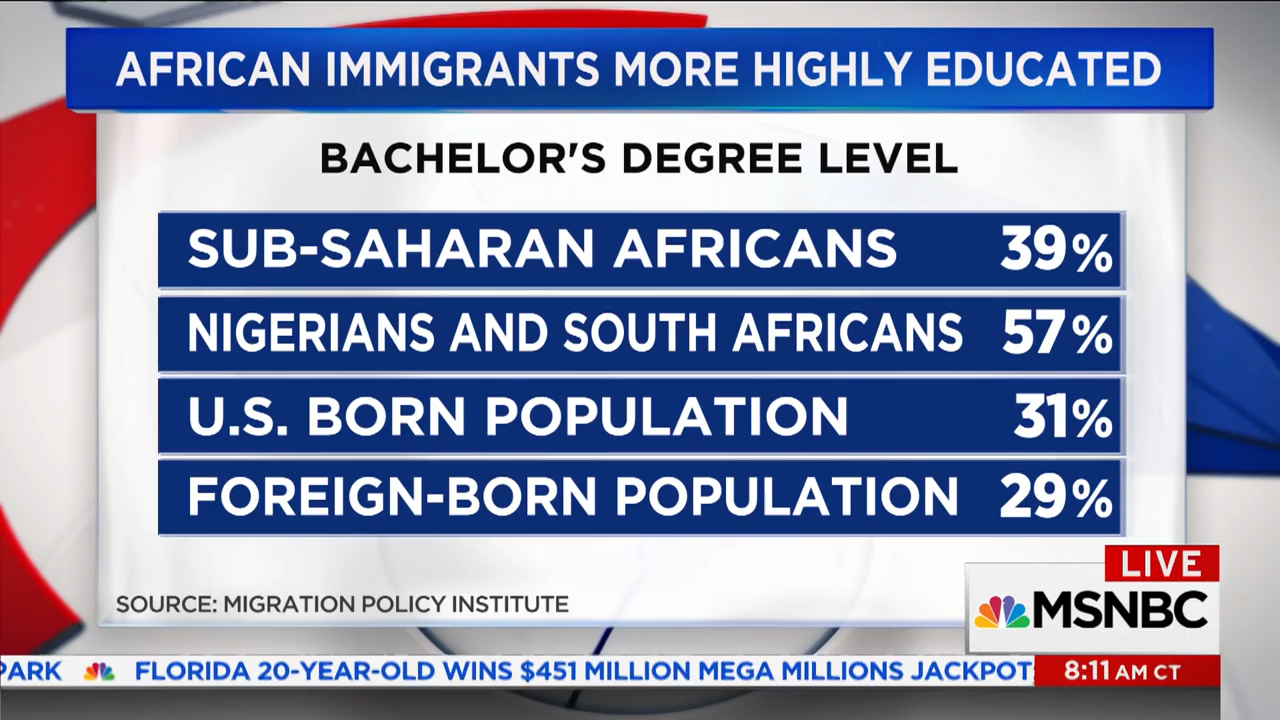 AFRICAN IMMIGRANTS MORE HIGHLY EDUCATED
BACHELOR'S DEGREE LEVEL
SUB-SAHARAN AFRICANS 39%
NIGERIANS AND SOUTH AFRICANS 57%
U.S. BORN POPULATION 31%
FOREIGN-BORN POPULATION 29%
SOURCE: MIGRATION POLICY INSTITUTE
LIVE
MSNBC
PARK FLORIDA 20-YEAR-OLD WINS $451 MILLION MEGA MILLIONS JACKPOT
8:11 AM CT